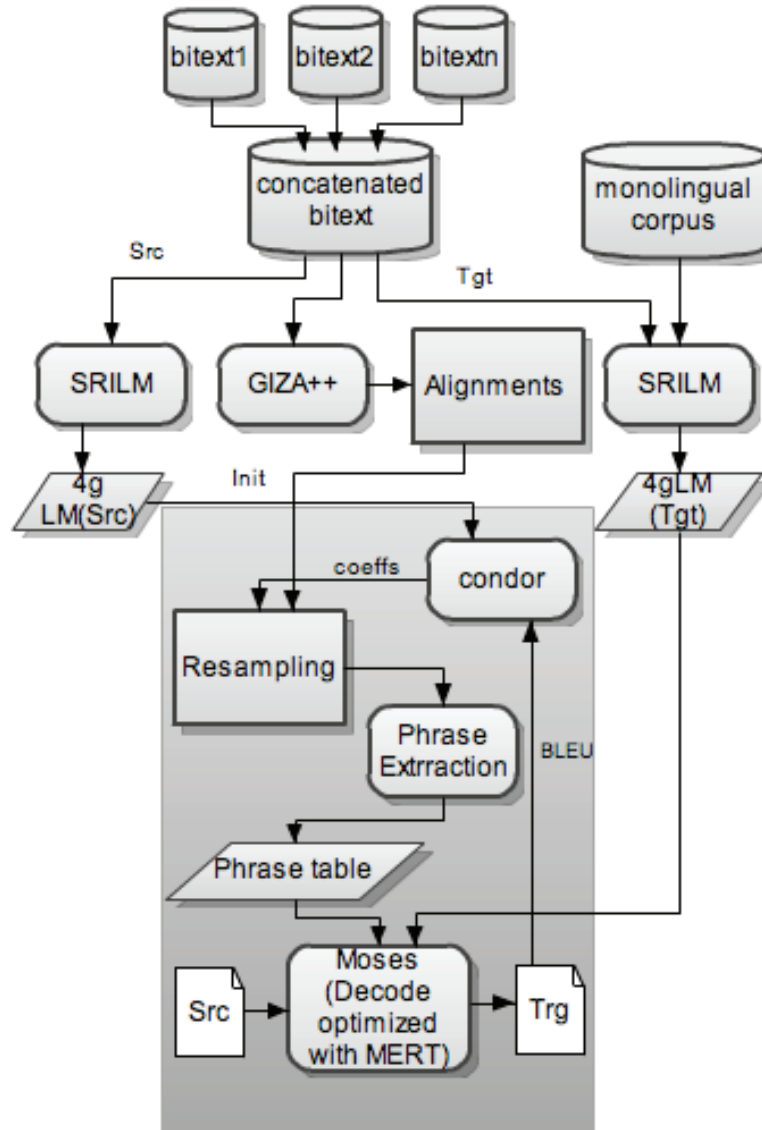 bitext1
bitext2
bitextn
concatenated
bitext
monolingual
corpus
Src
Tgt
SRILM
GIZA++
Alignments
SRILM
4g
LM(Src)
Init
4gLM
(Tgt)
coeffs
condor
Resampling
Phrase
Extrraction
BLEU
Phrase table
Src
Moses
(Decode
optimized
with MERT)
Trg